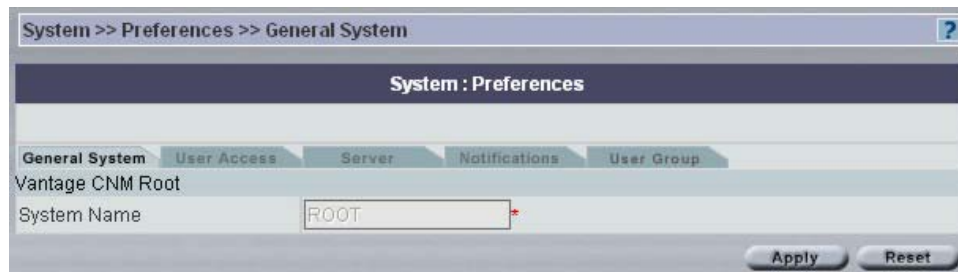 System >> Preferences >> General System ?
System : Preferences
General System User Access Server Notifications User Group
Vantage CNM Root
System Name ROOT *
Apply Reset